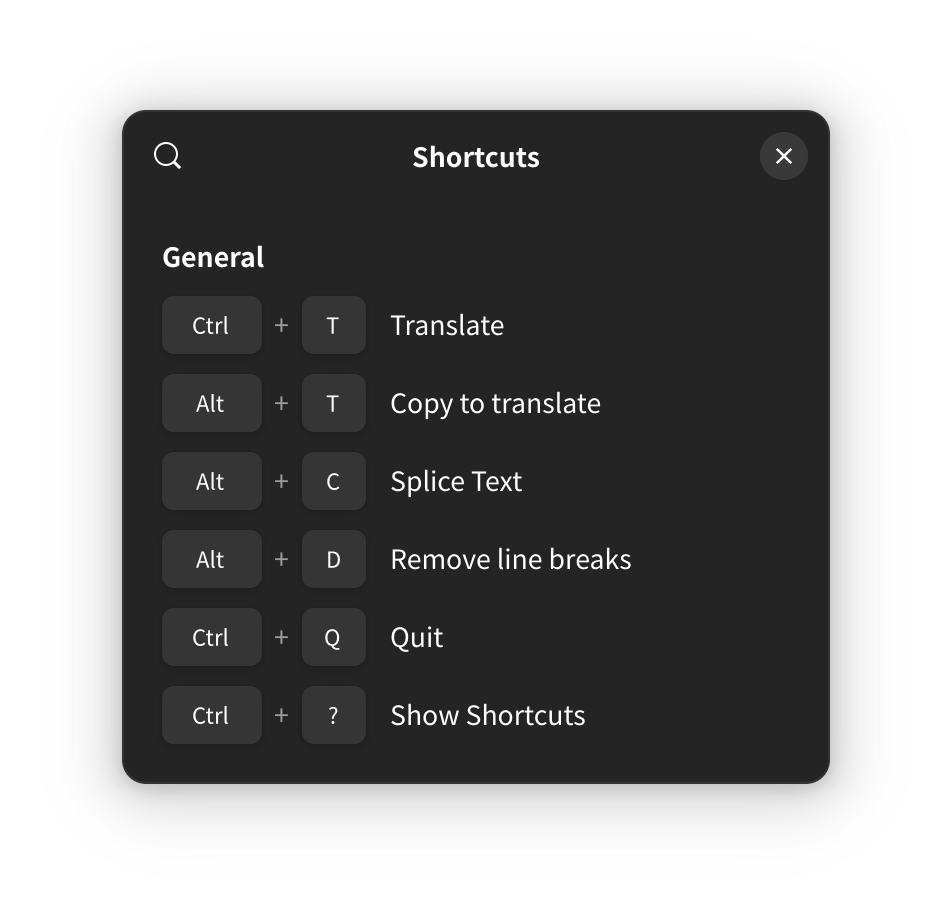 Shortcuts
General
Ctrl + T Translate
Alt + T Copy to translate
Alt + C Splice Text
Alt + D Remove line breaks
Ctrl + Q Quit
Ctrl + ? Show Shortcuts